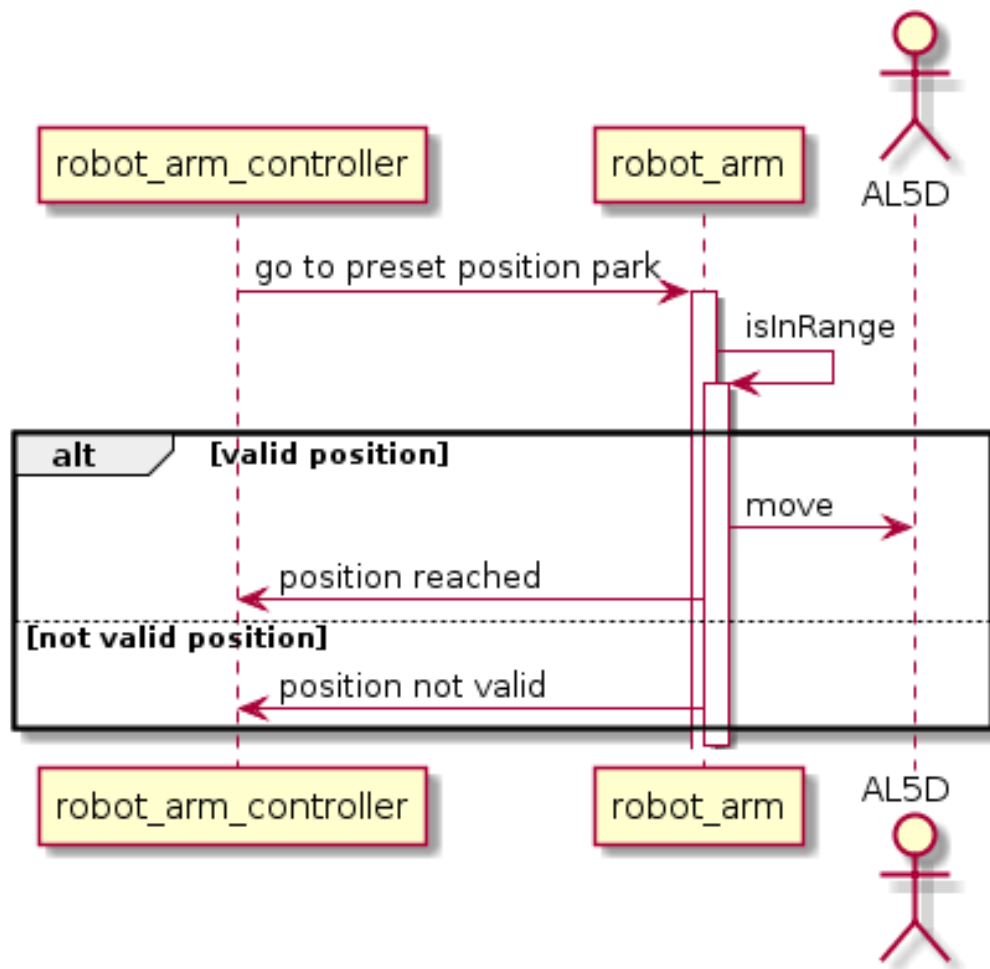 AL5D
robot_arm_controller
robot_arm
go to preset position park
isInRange
alt
[valid position]
move
position reached
[not valid position]
position not valid
robot_arm_controller
robot_arm
AL5D